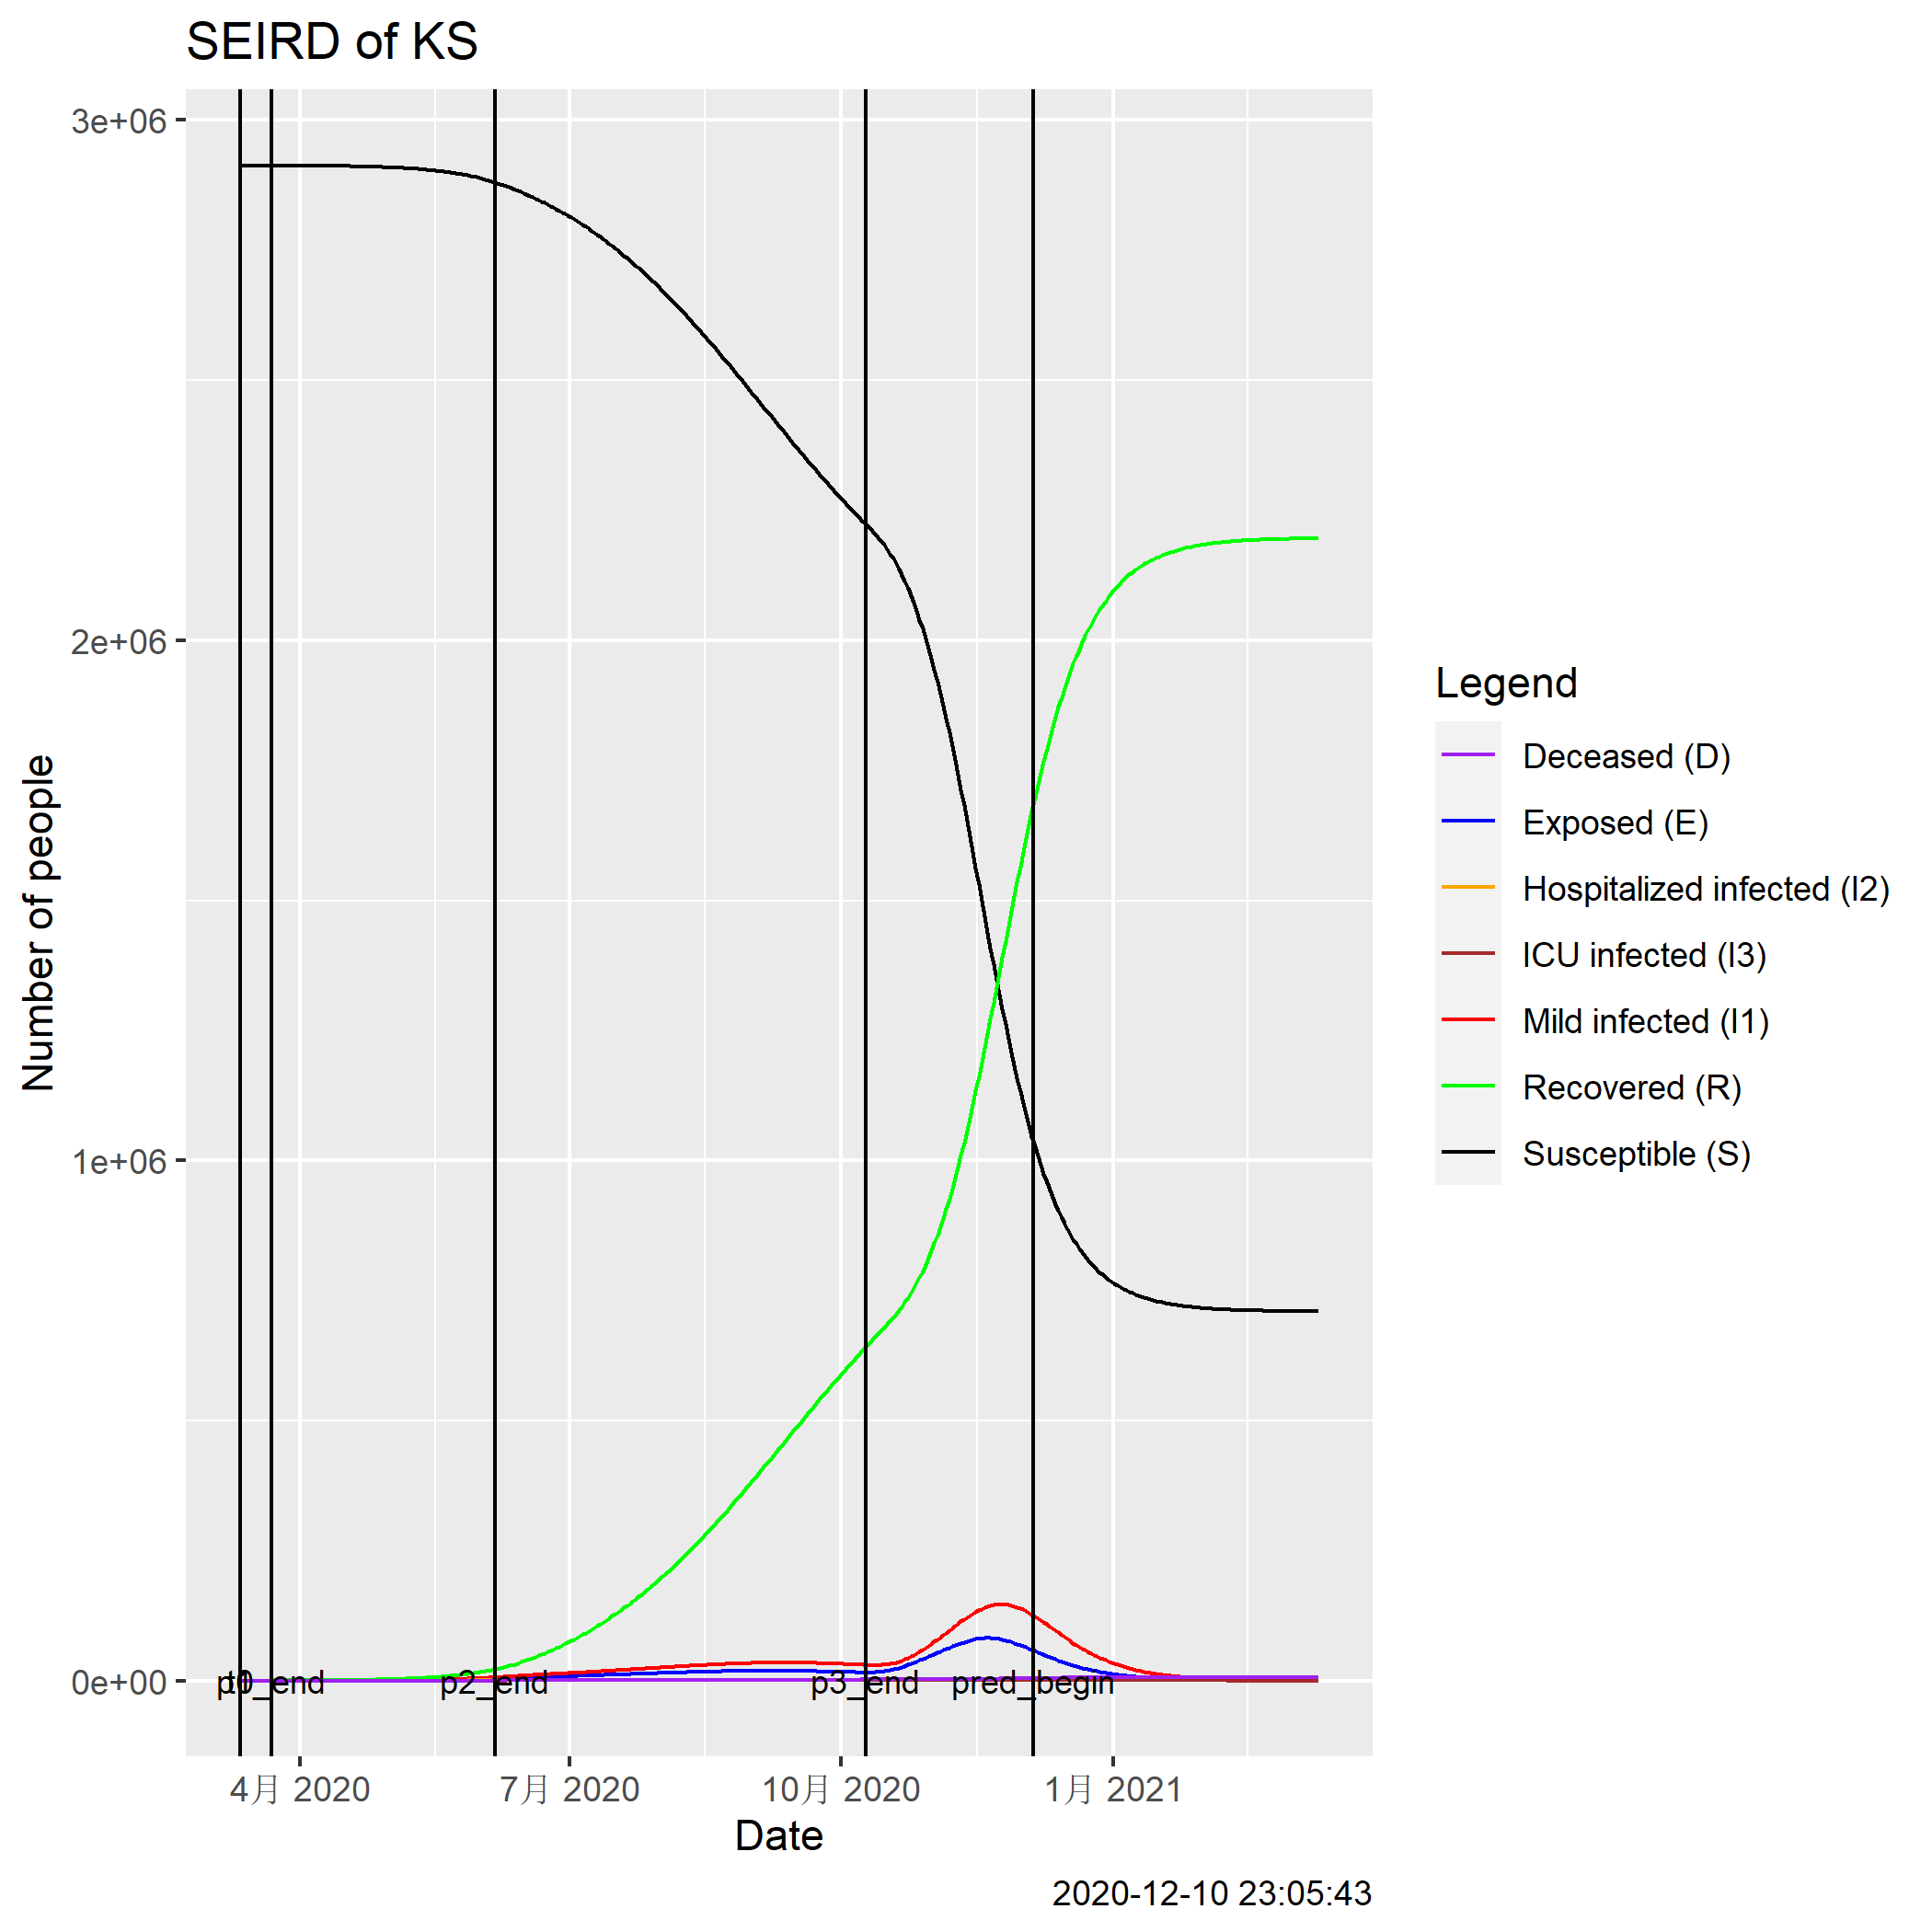 SEIRD of KS
3e+06
2e+06
1e+06
0e+00
Number of people
p1_end
p2_end
p3_end
pred_begin
4月 2020
7月 2020
10月 2020
1月 2021
Date
Legend
Deceased (D)
Exposed (E)
Hospitalized infected (I2)
ICU infected (I3)
Mild infected (I1)
Recovered (R)
Susceptible (S)
2020-12-10 23:05:43